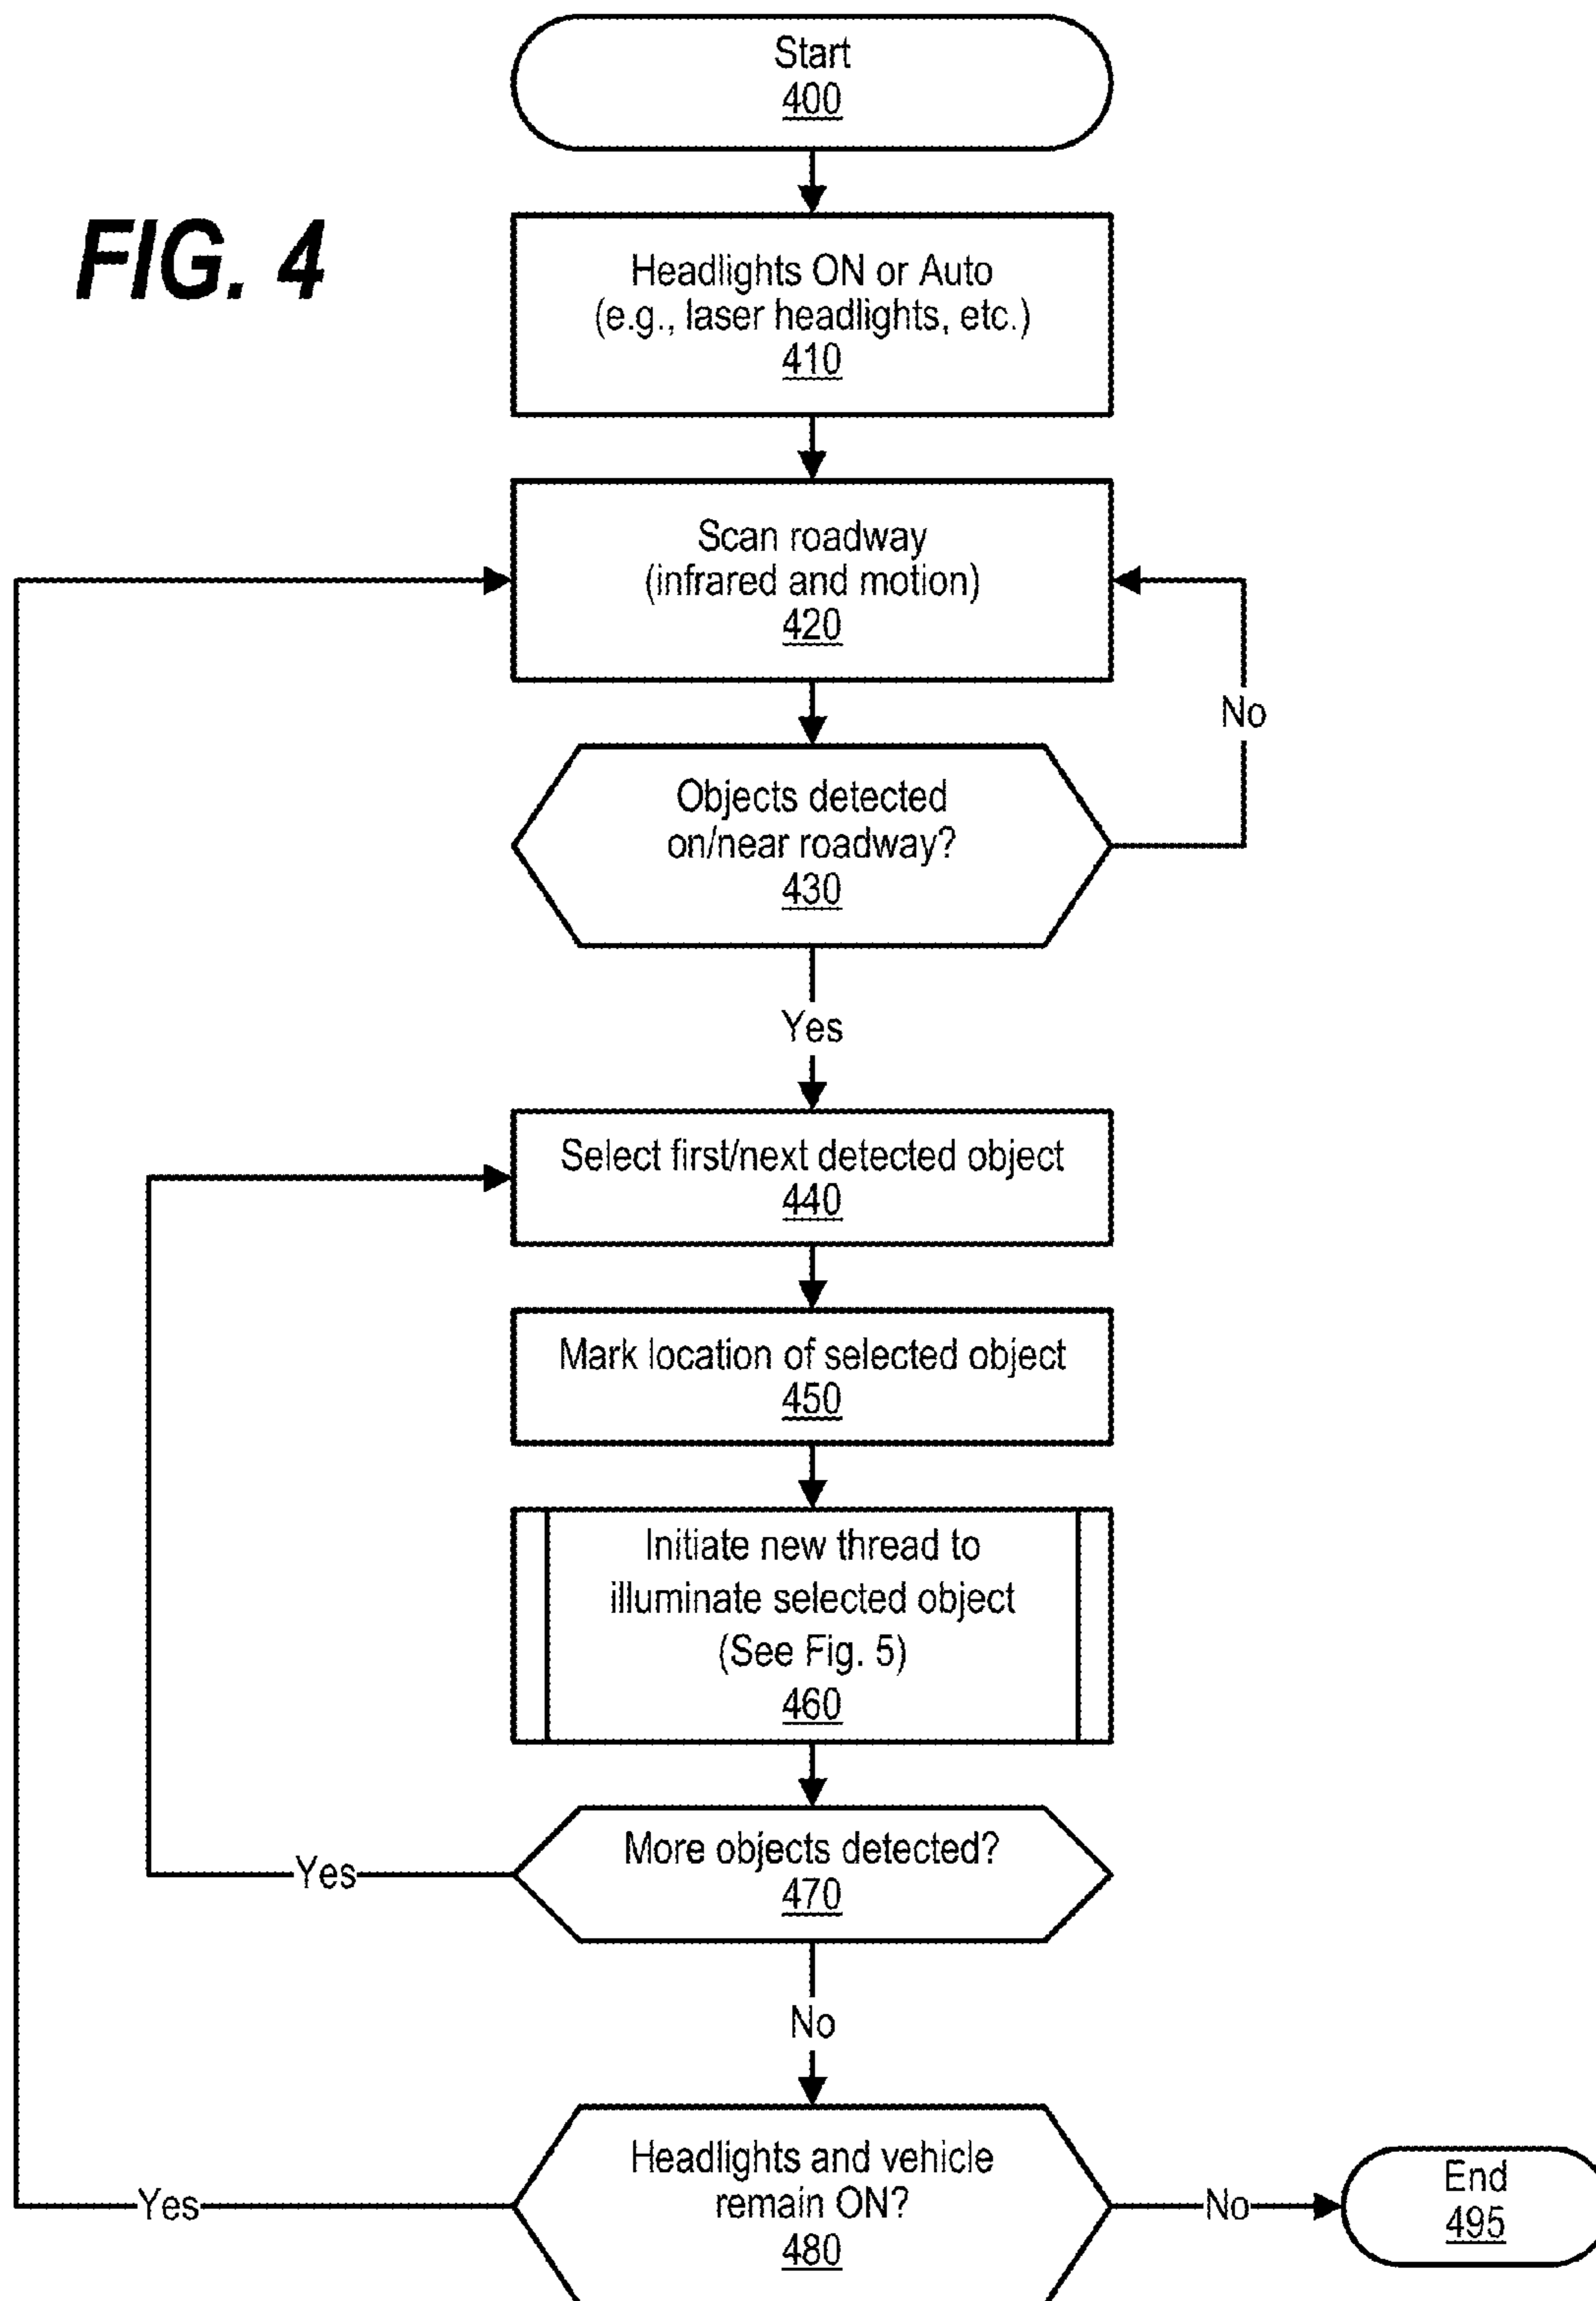 Start
400
FIG. 4
Headlights ON or Auto
(e.g., laser headlights, etc.)
410
Scan roadway
(infrared and motion)
420
No
Objects detected
on/near roadway?
430
Yes
Select first/next detected object
440
Mark location of selected object
450
Initiate new thread to
illuminate selected object
(See Fig. 5)
460
More objects detected?
470
Yes
No
Headlights and vehicle
remain ON?
480
Yes
No
End
495